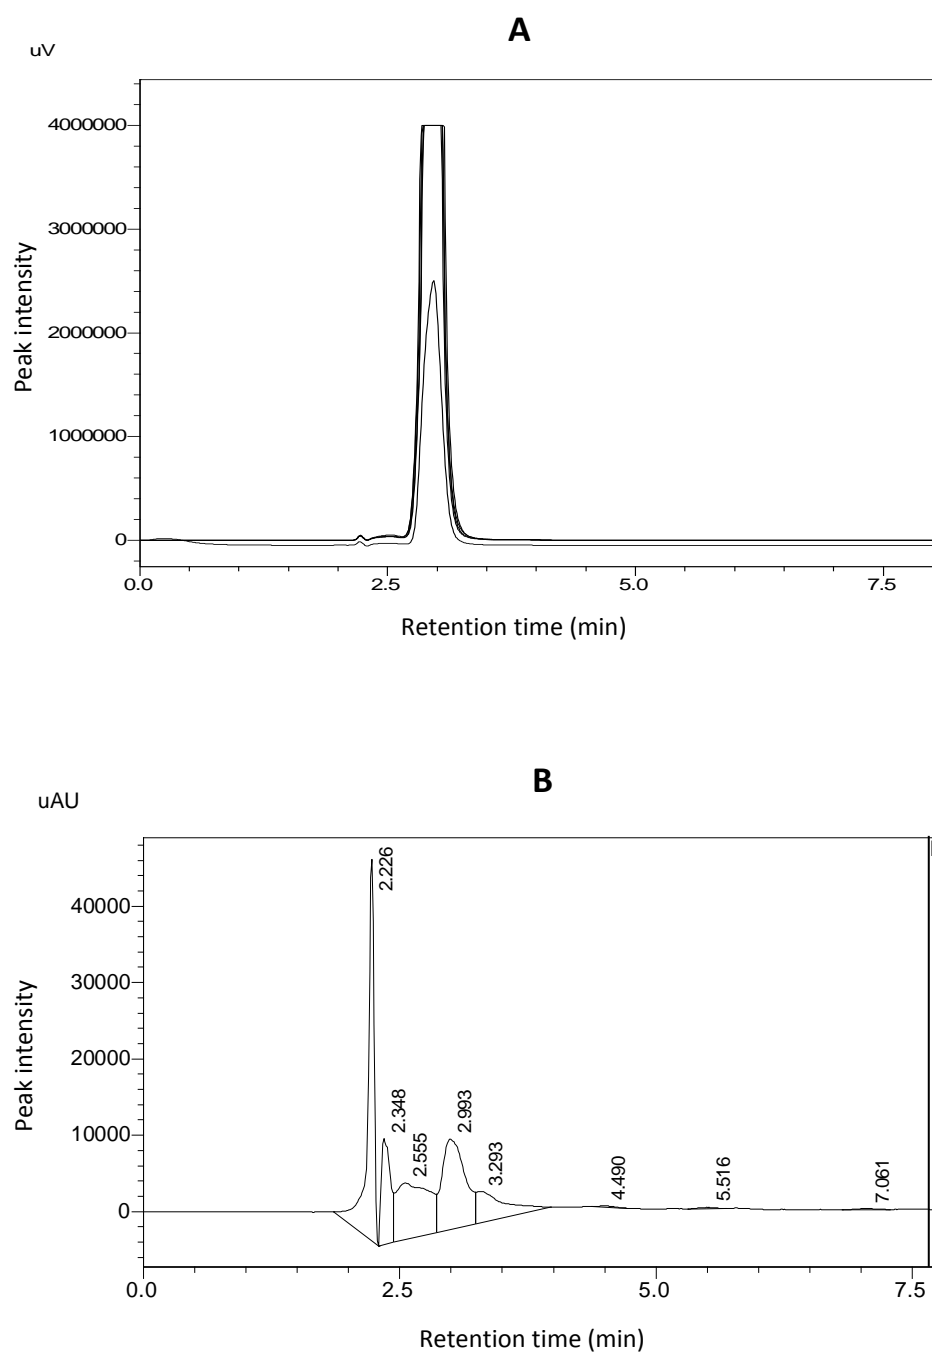 A
uV
Peak intensity
4000000
3000000
2000000
1000000
0
0.0 2.5 5.0 7.5
Retention time (min)
B
uAU
Peak intensity
40000
30000
20000
10000
0
2.226
2.348
2.555
2.993
3.293
4.490
5.516
7.061
0.0 2.5 5.0 7.5
Retention time (min)